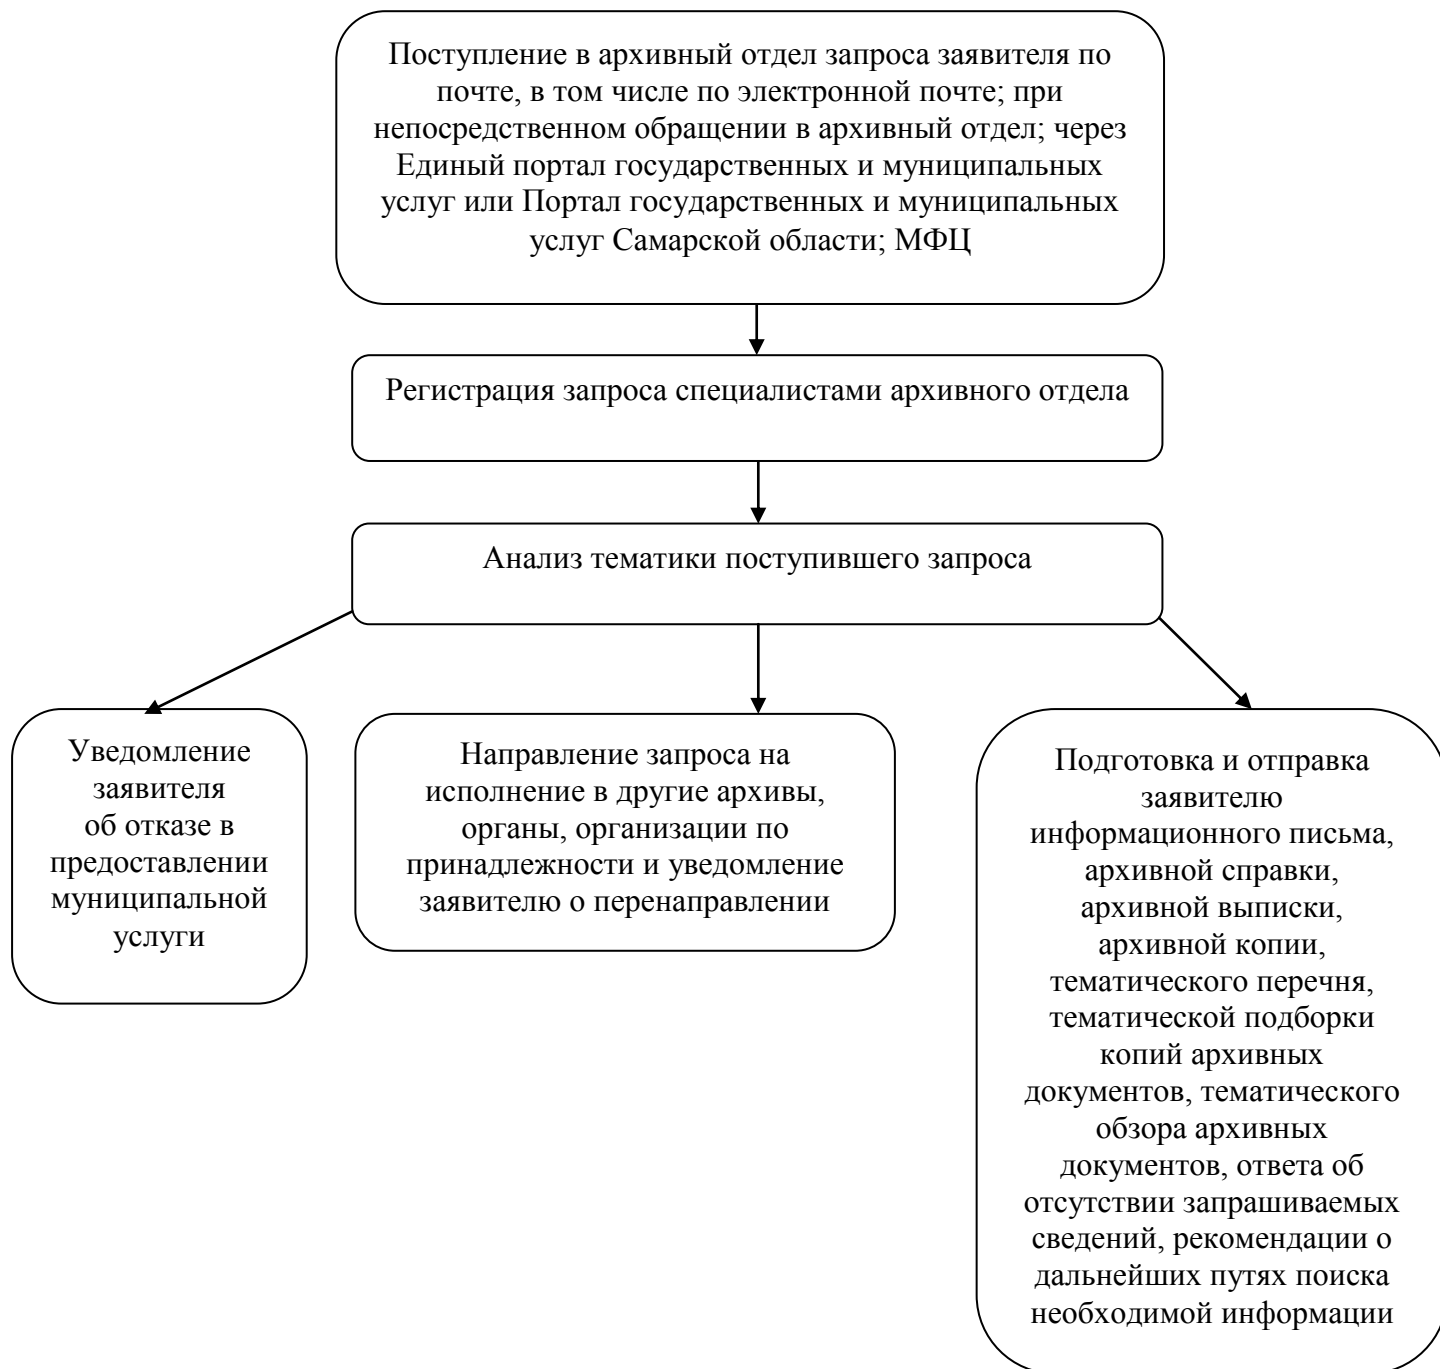 Поступление в архивный отдел запроса заявителя по
почте, в том числе по электронной почте; при
непосредственном обращении в архивный отдел; через
Единый портал государственных и муниципальных
услуг или Портал государственных и муниципальных
услуг Самарской области; МФЦ
Регистрация запроса специалистами архивного отдела
Анализ тематики поступившего запроса
Уведомление
заявителя
об отказе в
предоставлении
муниципальной
услуги
Направление запроса на
исполнение в другие архивы,
органы, организации по
принадлежности и уведомление
заявителю о перенаправлении
Подготовка и отправка
заявителю
информационного письма,
архивной справки,
архивной выписки,
архивной копии,
тематического перечня,
тематической подборки
копий архивных
документов, тематического
обзора архивных
документов, ответа об
отсутствии запрашиваемых
сведений, рекомендации о
дальнейших путях поиска
необходимой информации